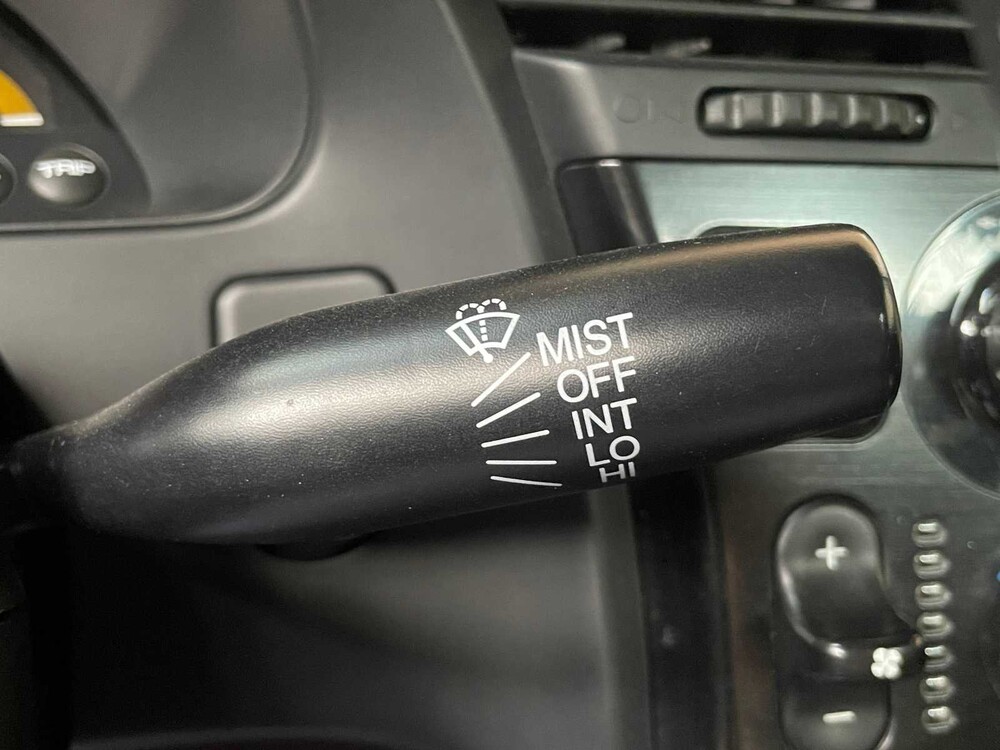 TRIP
MIST
OFF
INT
LO
HI
+
-